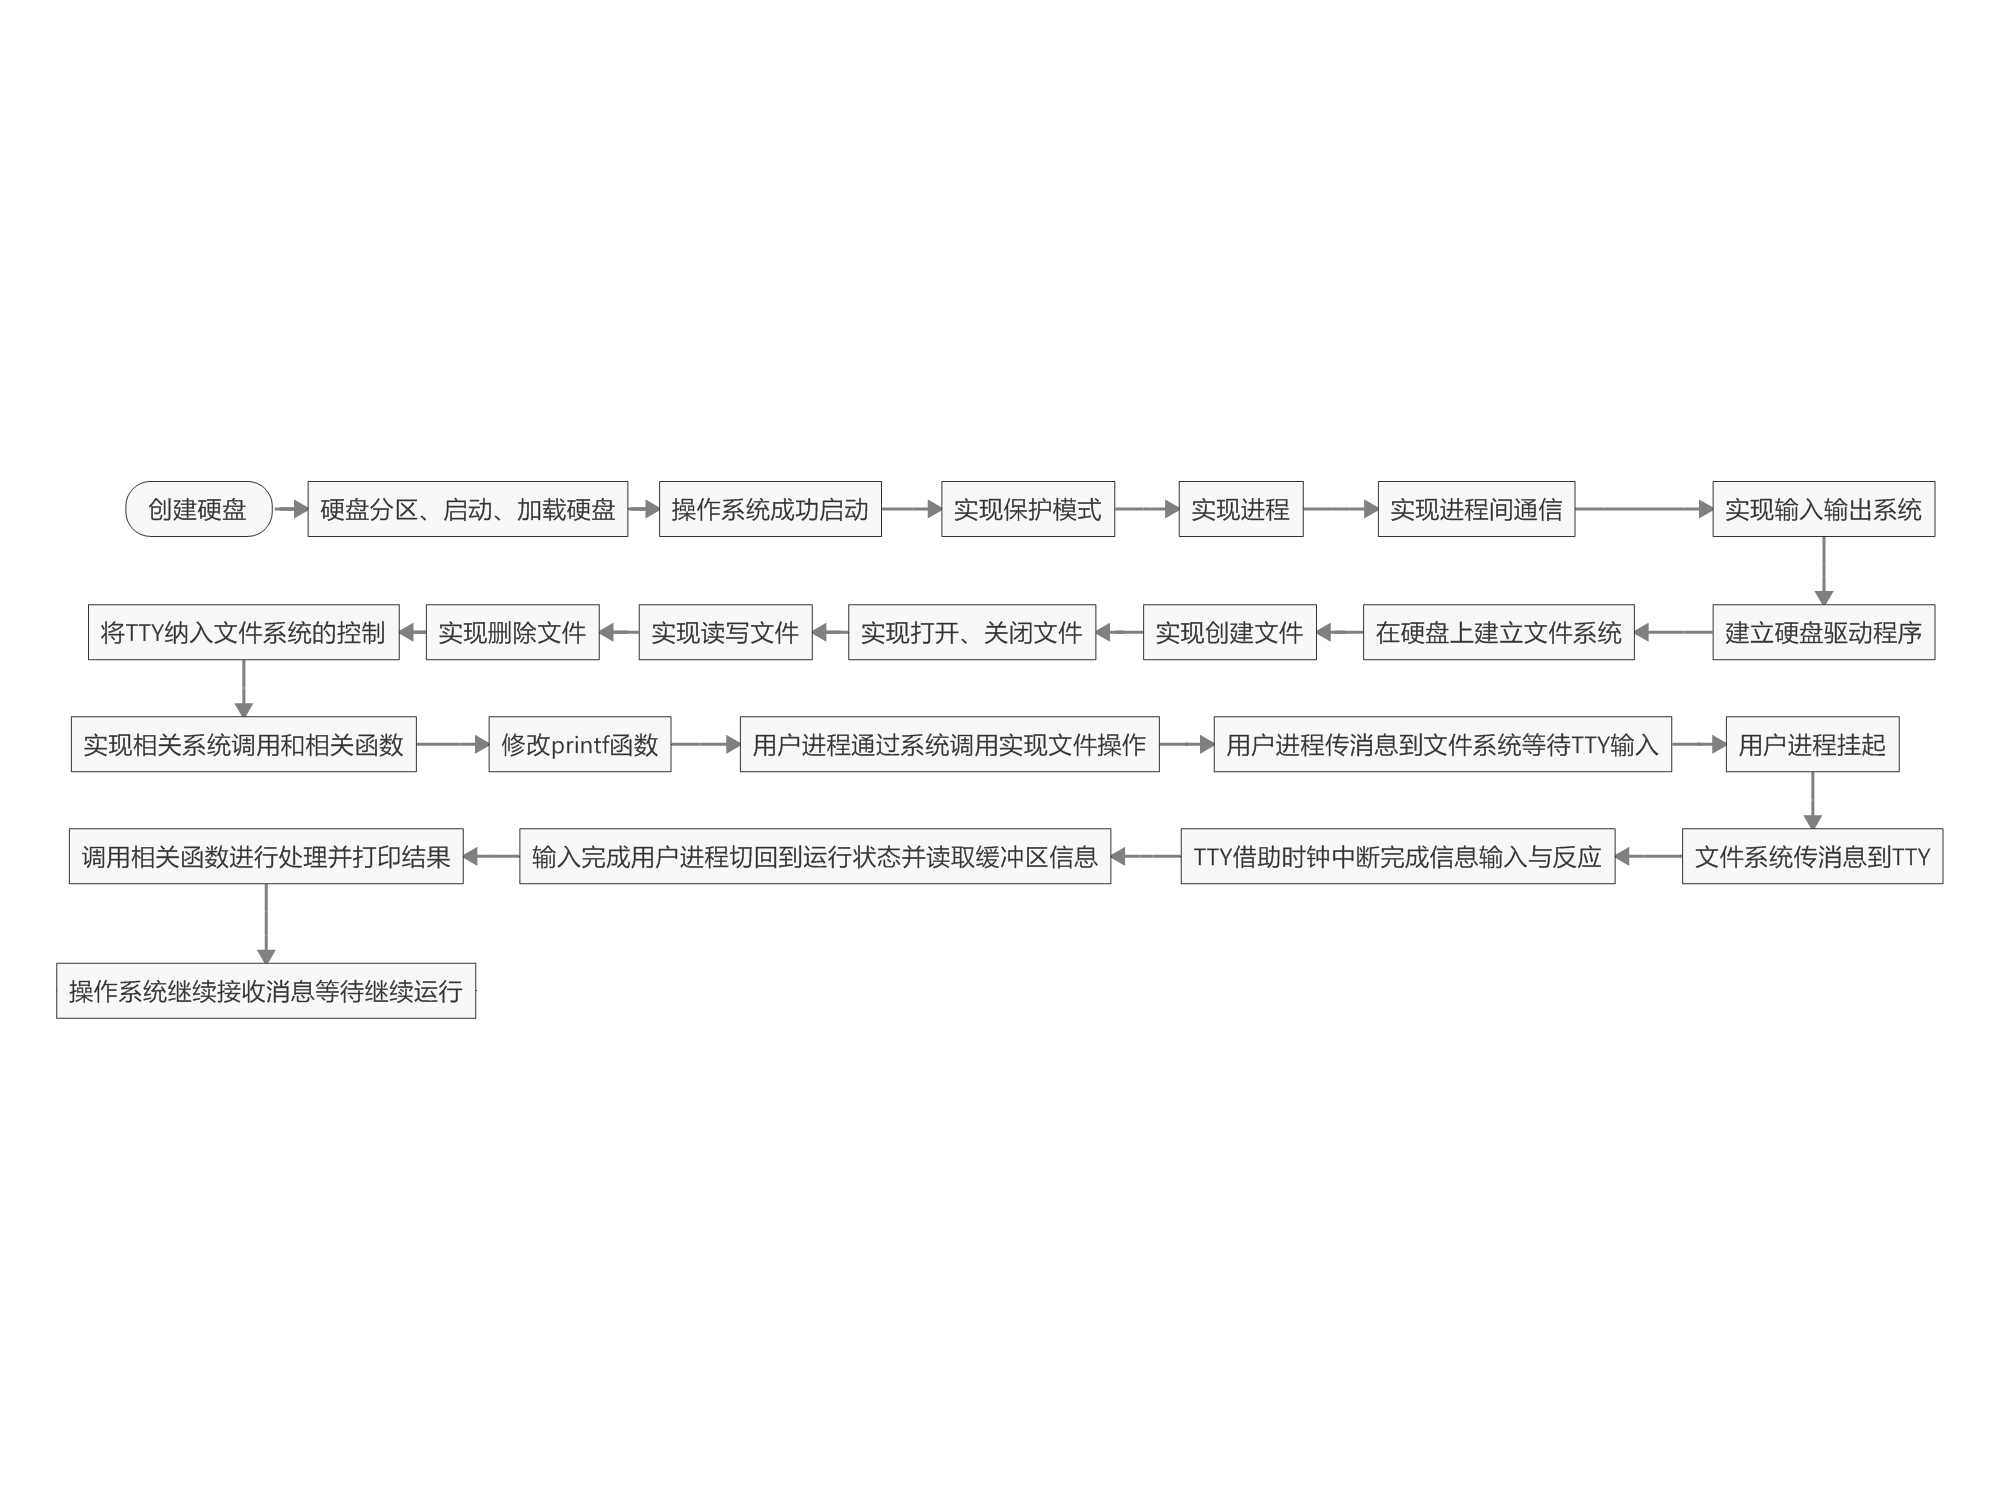 创建硬盘
硬盘分区、启动、加载硬盘
操作系统成功启动
实现保护模式
实现进程
实现进程间通信
实现输入输出系统
建立硬盘驱动程序
在硬盘上建立文件系统
实现创建文件
实现打开、关闭文件
实现读写文件
实现删除文件
将TTY纳入文件系统的控制
实现相关系统调用和相关函数
修改printf函数
用户进程通过系统调用实现文件操作
用户进程传消息到文件系统等待TTY输入
用户进程挂起
文件系统传消息到TTY
TTY借助时钟中断完成信息输入与反应
输入完成用户进程切回到运行状态并读取缓冲区信息
调用相关函数进行处理并打印结果
操作系统继续接收消息等待继续运行